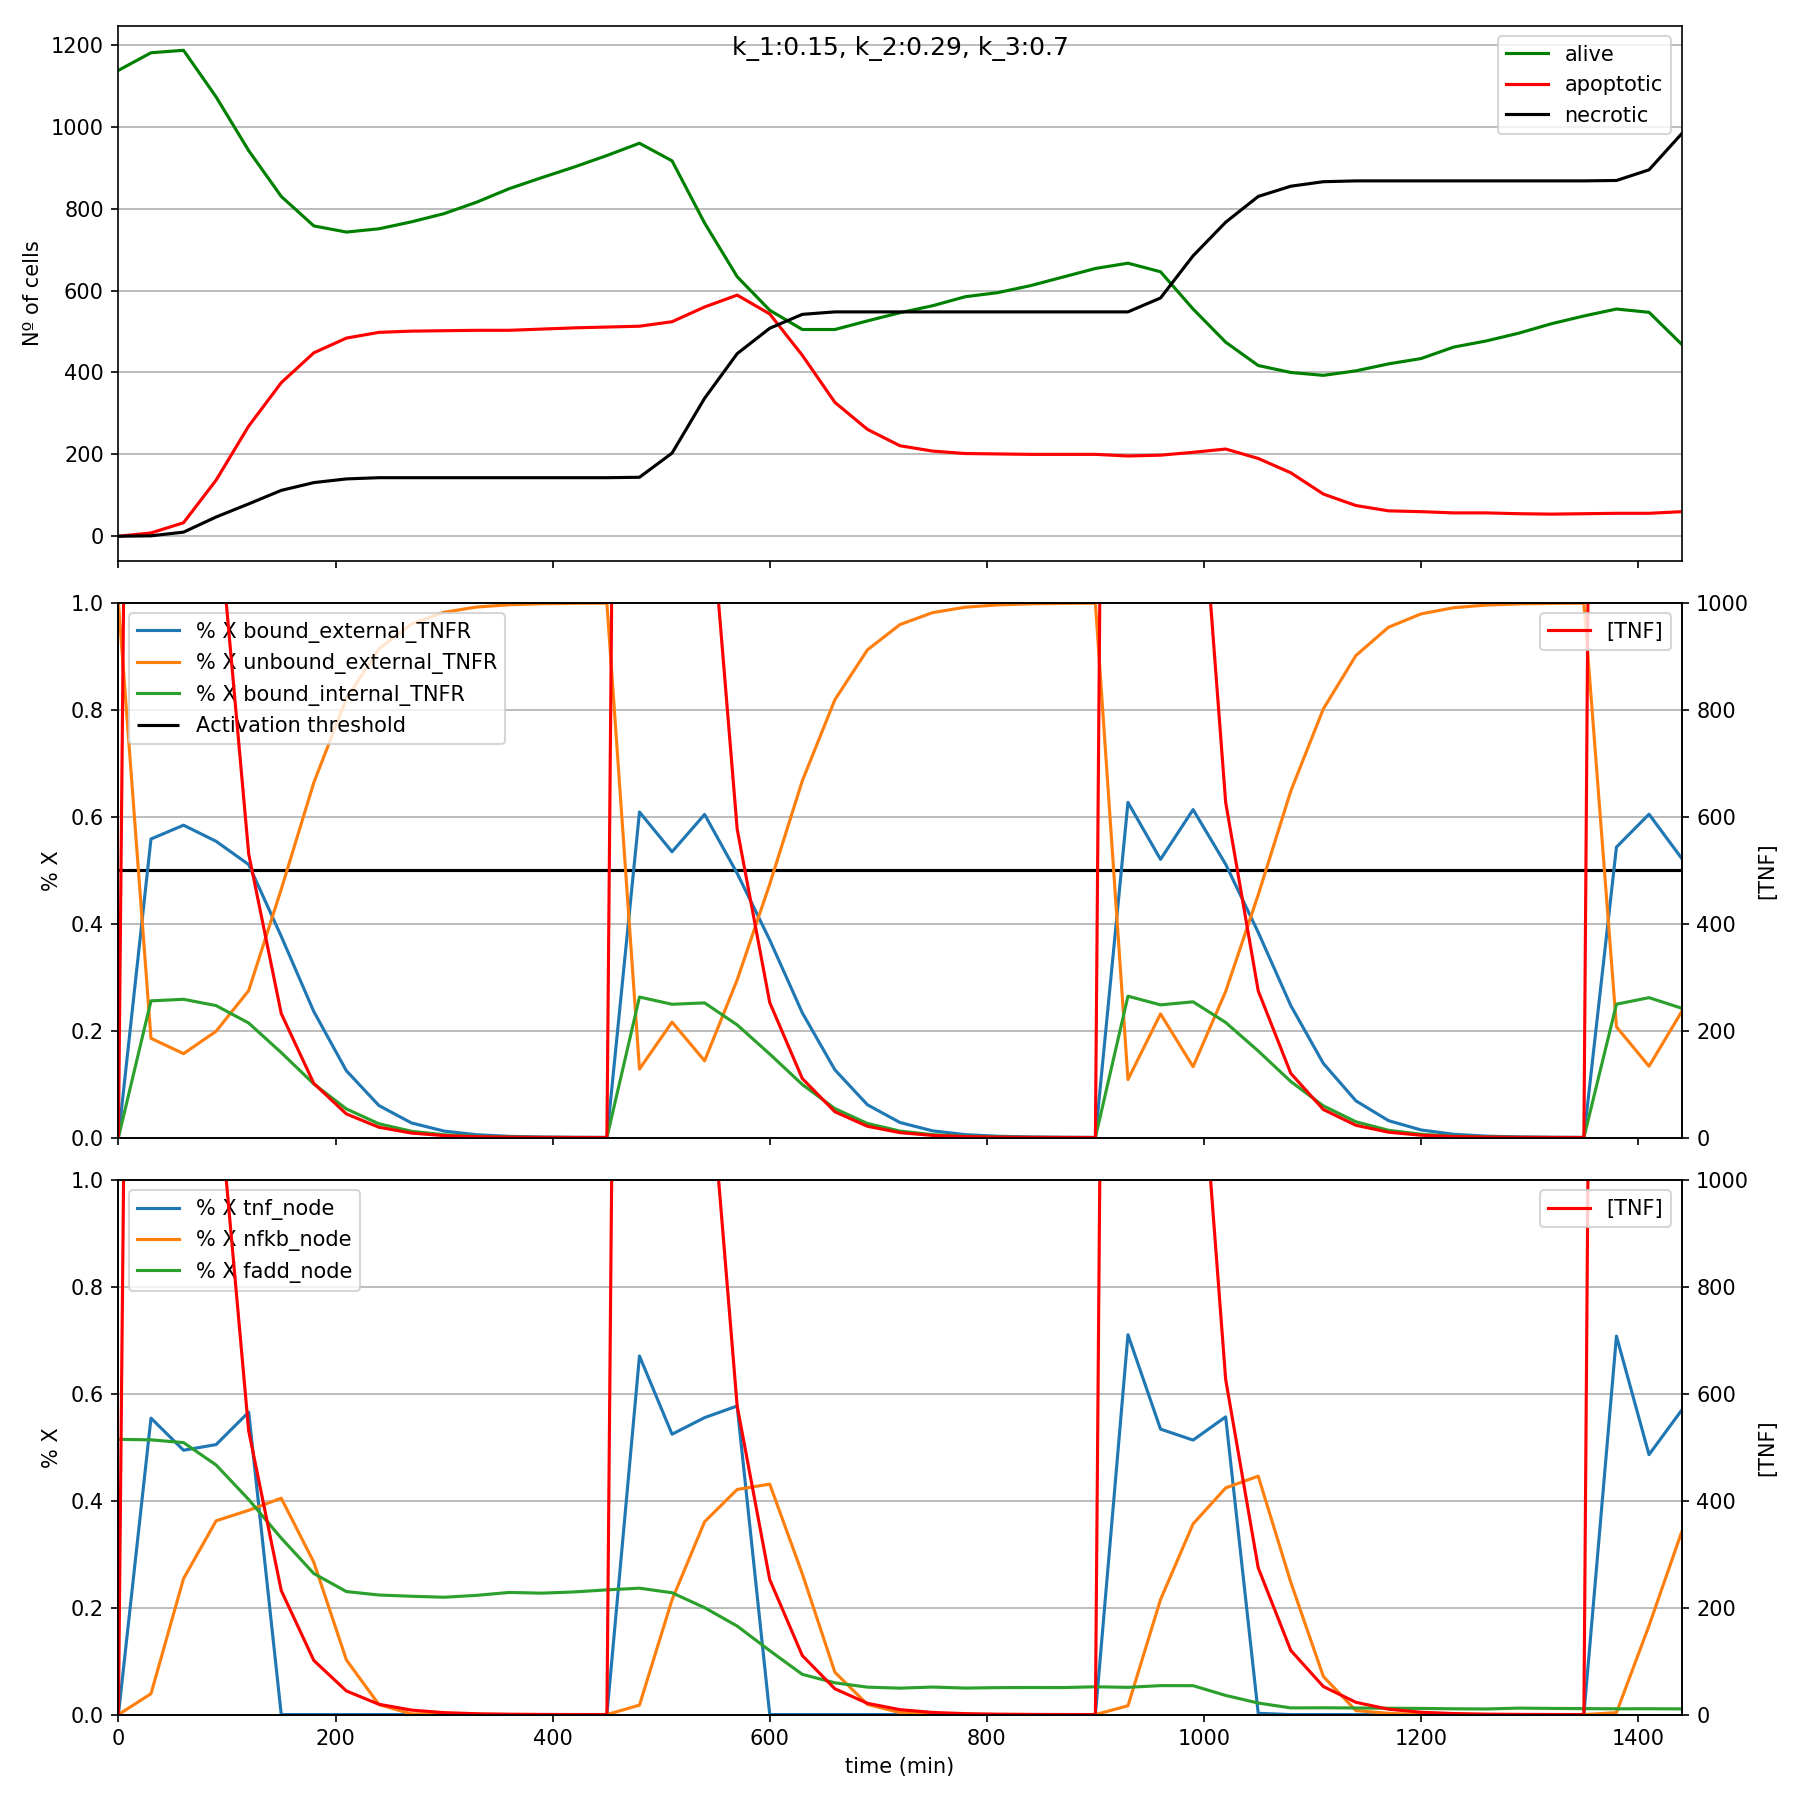 k_1:0.15, k_2:0.29, k_3:0.7
alive
apoptotic
necrotic
Nº of cells
1200
1000
800
600
400
200
0
% X bound_external_TNFR
% X unbound_external_TNFR
% X bound_internal_TNFR
Activation threshold
[TNF]
% X
1.0
0.8
0.6
0.4
0.2
0.0
1000
800
600
400
200
0
[TNF]
% X tnf_node
% X nfkb_node
% X fadd_node
[TNF]
% X
1.0
0.8
0.6
0.4
0.2
0.0
1000
800
600
400
200
0
[TNF]
0 200 400 600 800 1000 1200 1400
time (min)